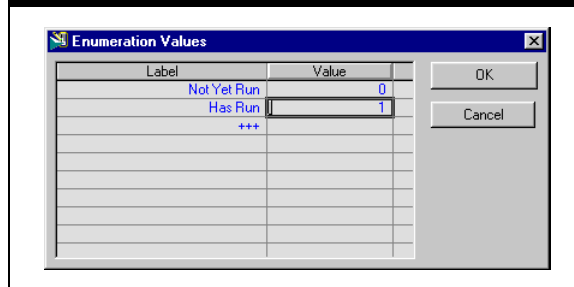 Enumeration Values
Label Value
Not Yet Run 0
Has Run 1
+++
OK
Cancel